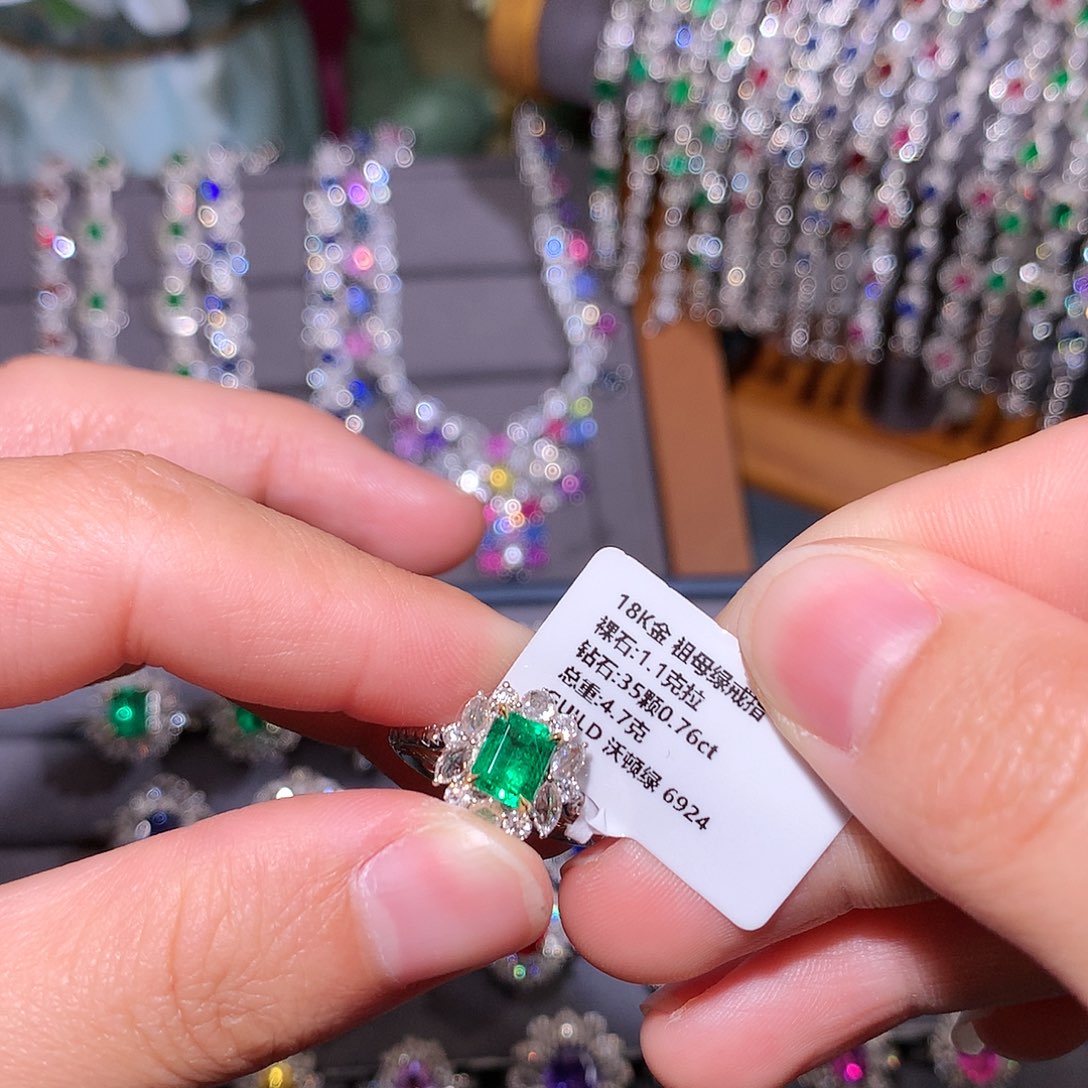 18K金 祖母绿戒指
裸石:1.1克拉
钻石:35颗0.76ct
总重:4.7克
GUILD 沃顿绿 6924